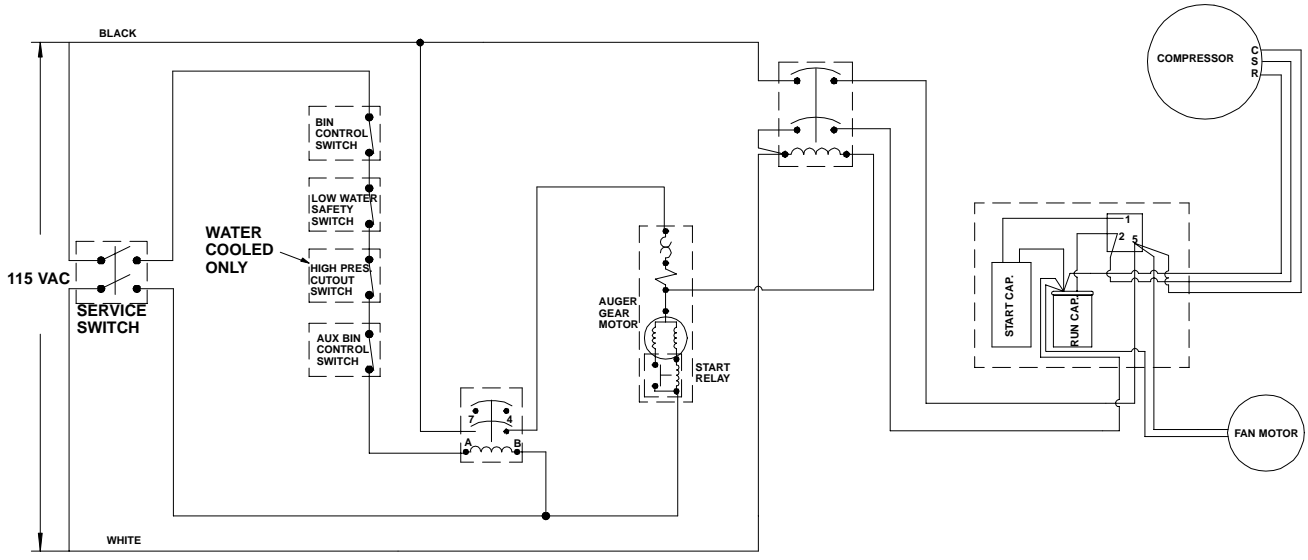 BLACK
115 VAC
SERVICE
SWITCH
BIN
CONTROL
SWITCH
LOW WATER
SAFETY
SWITCH
WATER
COOLED
ONLY
HIGH PRES.
CUTOUT
SWITCH
AUX BIN
CONTROL
SWITCH
7
4
A
B
AUGER
GEAR
MOTOR
START
RELAY
COMPRESSOR
C
S
R
1
2
5
START CAP.
RUN CAP.
FAN MOTOR
WHITE